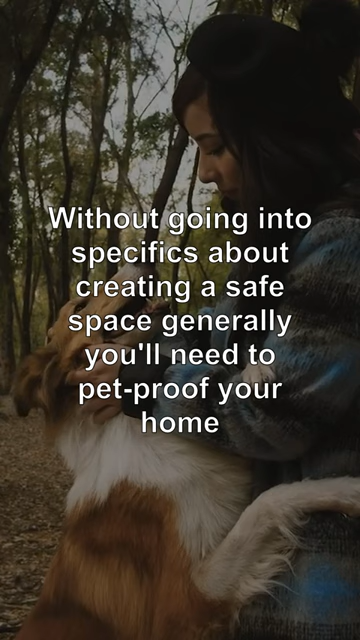 Without going into
specifics about
creating a safe
space generally
you'll need to
pet-proof your
home